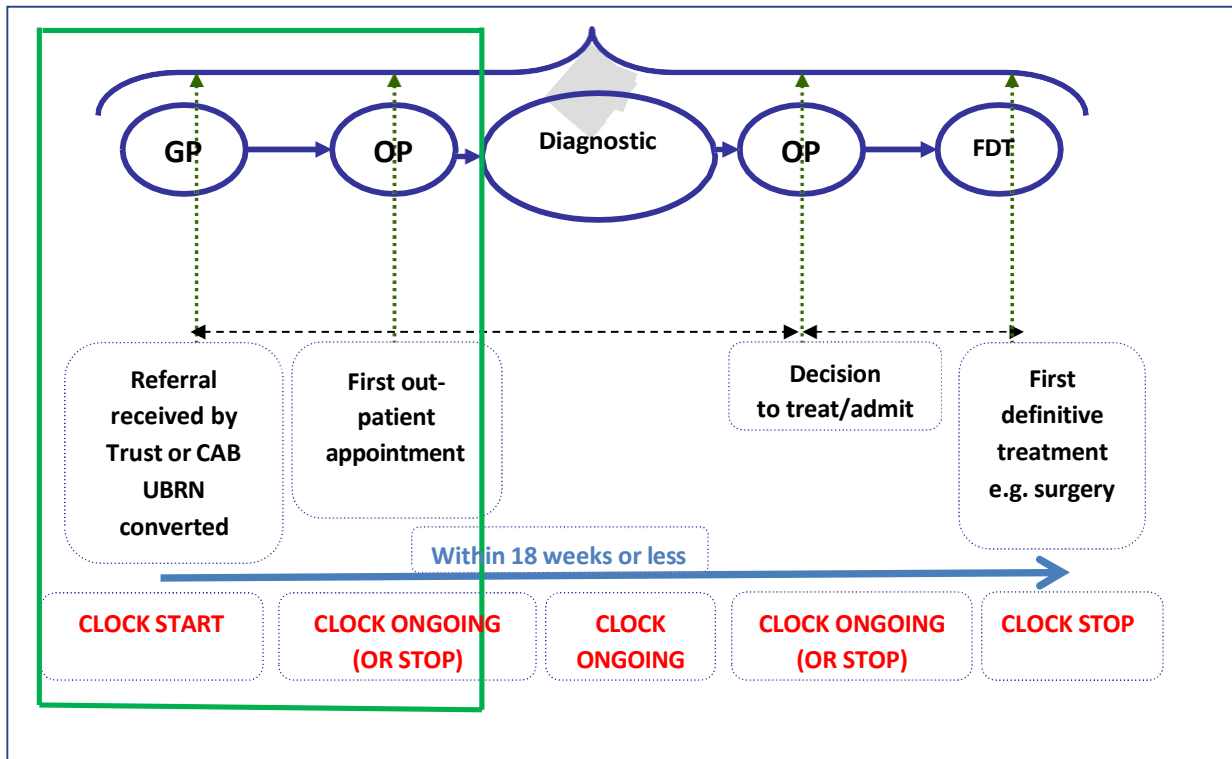 GP
OP
Diagnostic
OP
FDT
Referral
received by
Trust or CAB
UBRN
converted
First out-
patient
appointment
Decision
to treat/admit
First
definitive
treatment
e.g. surgery
Within 18 weeks or less
CLOCK START
CLOCK ONGOING
(OR STOP)
CLOCK
ONGOING
CLOCK ONGOING
(OR STOP)
CLOCK STOP